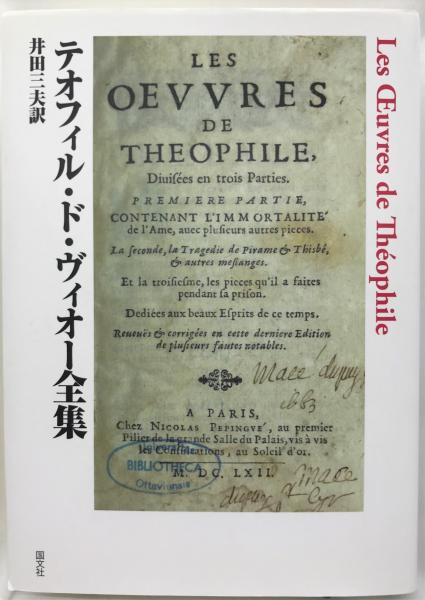 テオフィル・ド・ヴィオー全集
井田三夫訳
国文社
Les Œuvres de Théophile
LES
OEVVRES
DE
THEOPHILE,
Diuisées en trois Parties.
PREMIERE PARTIE,
CONTENANT L'IMMORTALITÉ
de l'Ame, auec plusieurs autres pieces.
La seconde, la Tragedie de Pirame & Thisbé,
& autres meslanges.
Et la troisiesme, les pieces qu'il a faites
pendant sa prison.
Dediées aux beaux Esprits de ce temps.
Reueuës & corrigées en cette derniere Edition
de plusieurs fautes notables.
A PARIS,
Chez NICOLAS PEPINGVÉ, au premier
Pilier de la grande Salle du Palais, vis à vis
les Consultations, au Soleil d'or.
M. DC. LXII.
BIBLIOTHECA
Ottaviensis
Macé